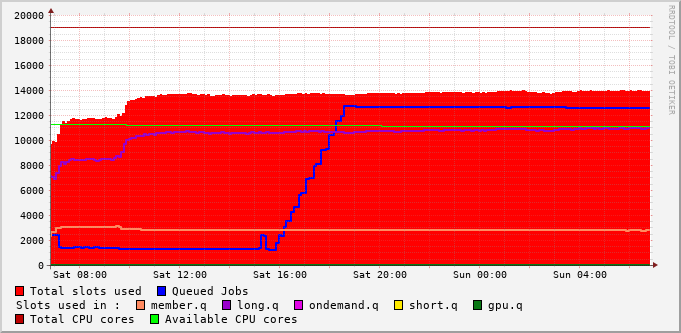 RRDTOOL / TOBI OETIKER
20000
18000
16000
14000
12000
10000
8000
6000
4000
2000
0
Sat 08:00 Sat 12:00 Sat 16:00 Sat 20:00 Sun 00:00 Sun 04:00
Total slots used Queued Jobs
Slots used in : member.q long.q ondemand.q short.q gpu.q
Total CPU cores Available CPU cores